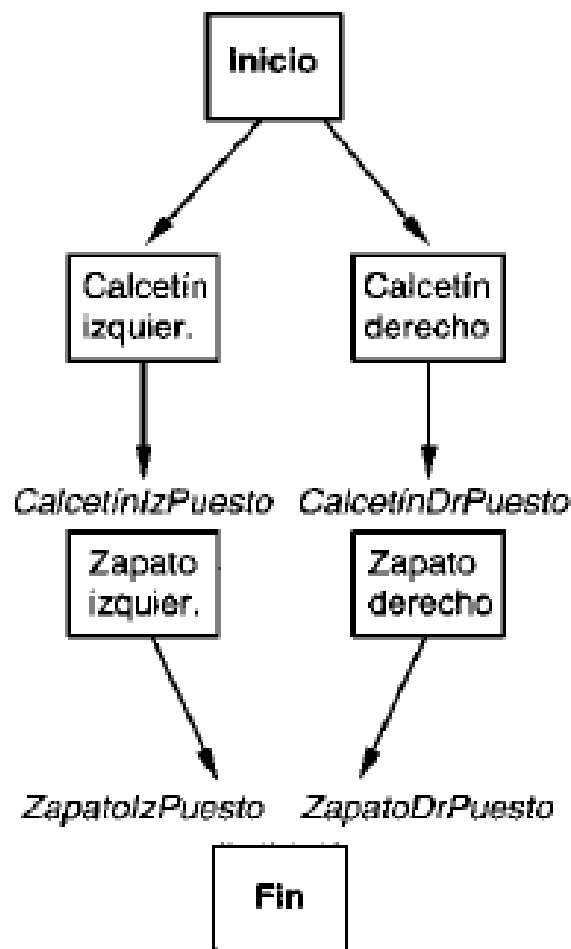 Inicio
Calcetín
izquier.
Calcetín
derecho
CalcetínIzPuesto
CalcetínDrPuesto
Zapato
izquier.
Zapato
derecho
ZapatoIzPuesto
ZapatoDrPuesto
Fin